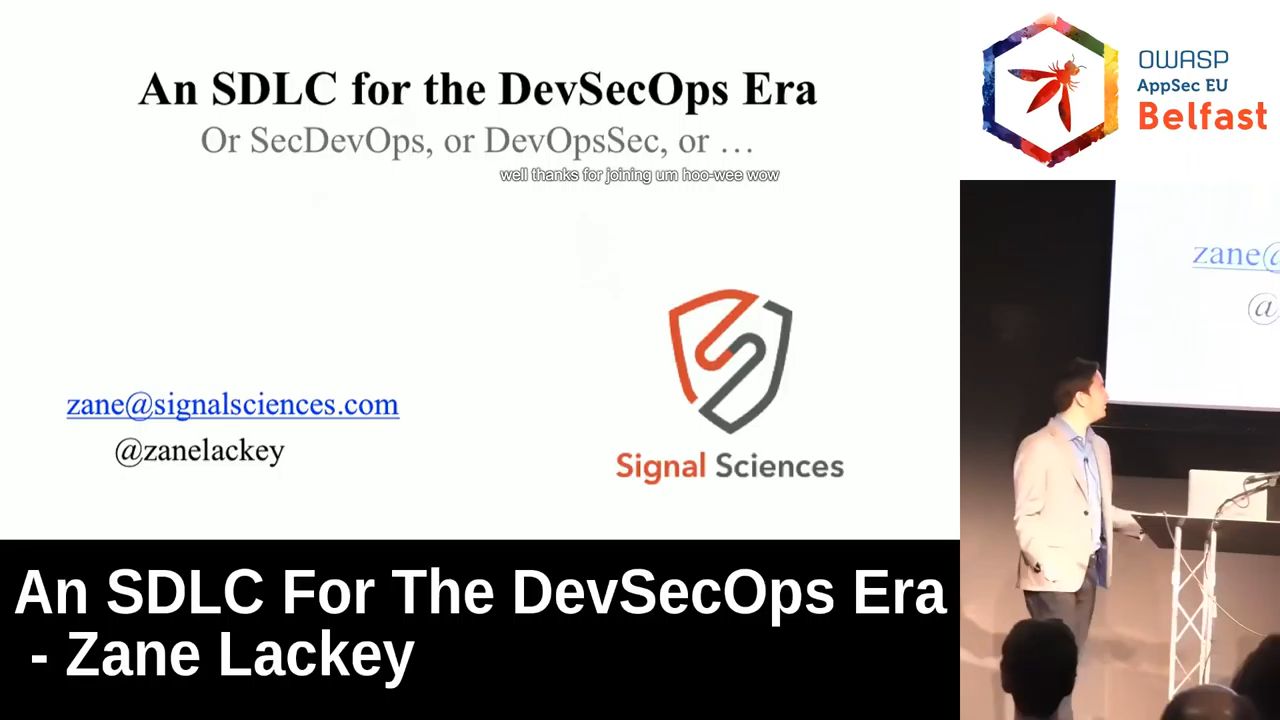 An SDLC for the DevSecOps Era
Or SecDevOps, or DevOpsSec, or …
well thanks for joining um hoo-wee wow
zane@signalsciences.com
@zanelackey
Signal Sciences
OWASP
AppSec EU
Belfast
zane@
@
An SDLC For The DevSecOps Era
- Zane Lackey